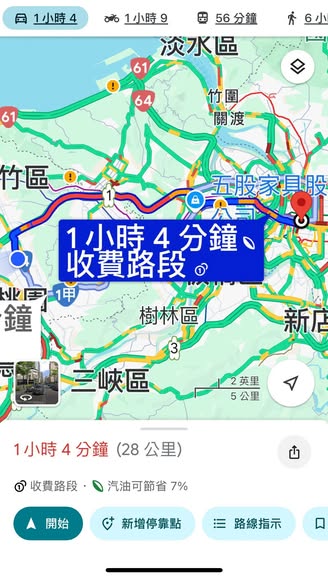 1 小時 4
1 小時 9
56 分鐘
6 小
淡水區
61
64
竹圍
關渡
61
竹區
1
五股家具股
公司
1 小時 4 分鐘
收費路段
桃園
1甲
分鐘
樹林區
新店
3
三峽區
2 英里
5 公里
1 小時 4 分鐘 (28 公里)
收費路段 · 汽油可節省 7%
開始
新增停靠點
路線指示